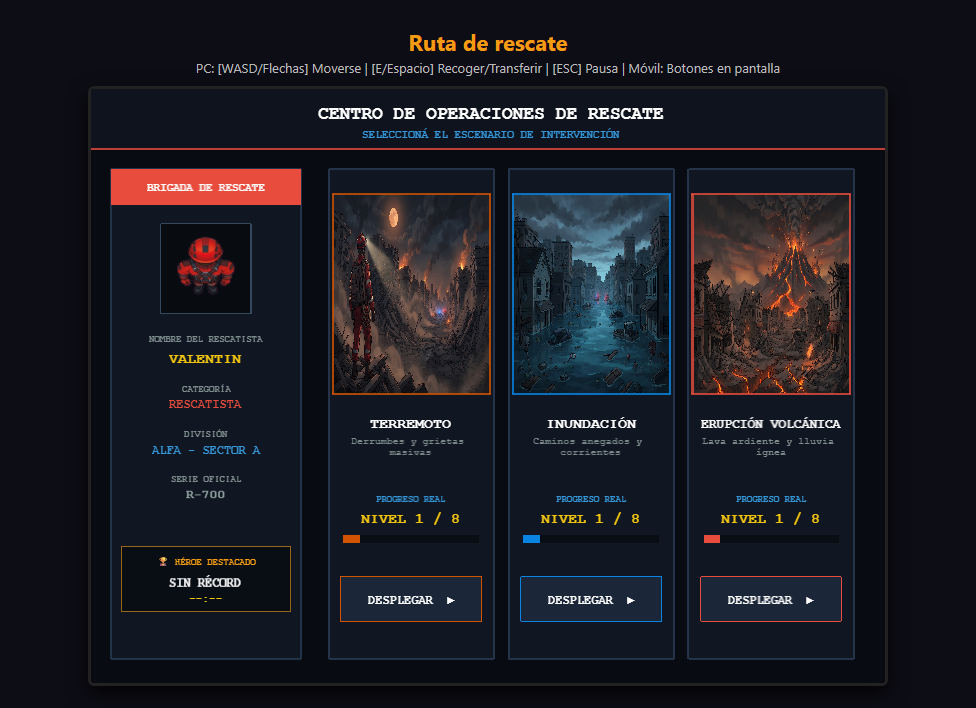 Ruta de rescate
PC: [WASD/Flechas] Moverse | [E/Espacio] Recoger/Transferir | [ESC] Pausa | Móvil: Botones en pantalla
CENTRO DE OPERACIONES DE RESCATE
SELECCIONÁ EL ESCENARIO DE INTERVENCIÓN
BRIGADA DE RESCATE
NOMBRE DEL RESCATISTA
VALENTIN
CATEGORÍA
RESCATISTA
DIVISIÓN
ALFA - SECTOR A
SERIE OFICIAL
R-700
🏆 HÉROE DESTACADO
SIN RÉCORD
--:--
TERREMOTO
Derrumbes y grietas
masivas
PROGRESO REAL
NIVEL 1 / 8
DESPLEGAR ▶
INUNDACIÓN
Caminos anegados y
corrientes
PROGRESO REAL
NIVEL 1 / 8
DESPLEGAR ▶
ERUPCIÓN VOLCÁNICA
Lava ardiente y lluvia
ígnea
PROGRESO REAL
NIVEL 1 / 8
DESPLEGAR ▶